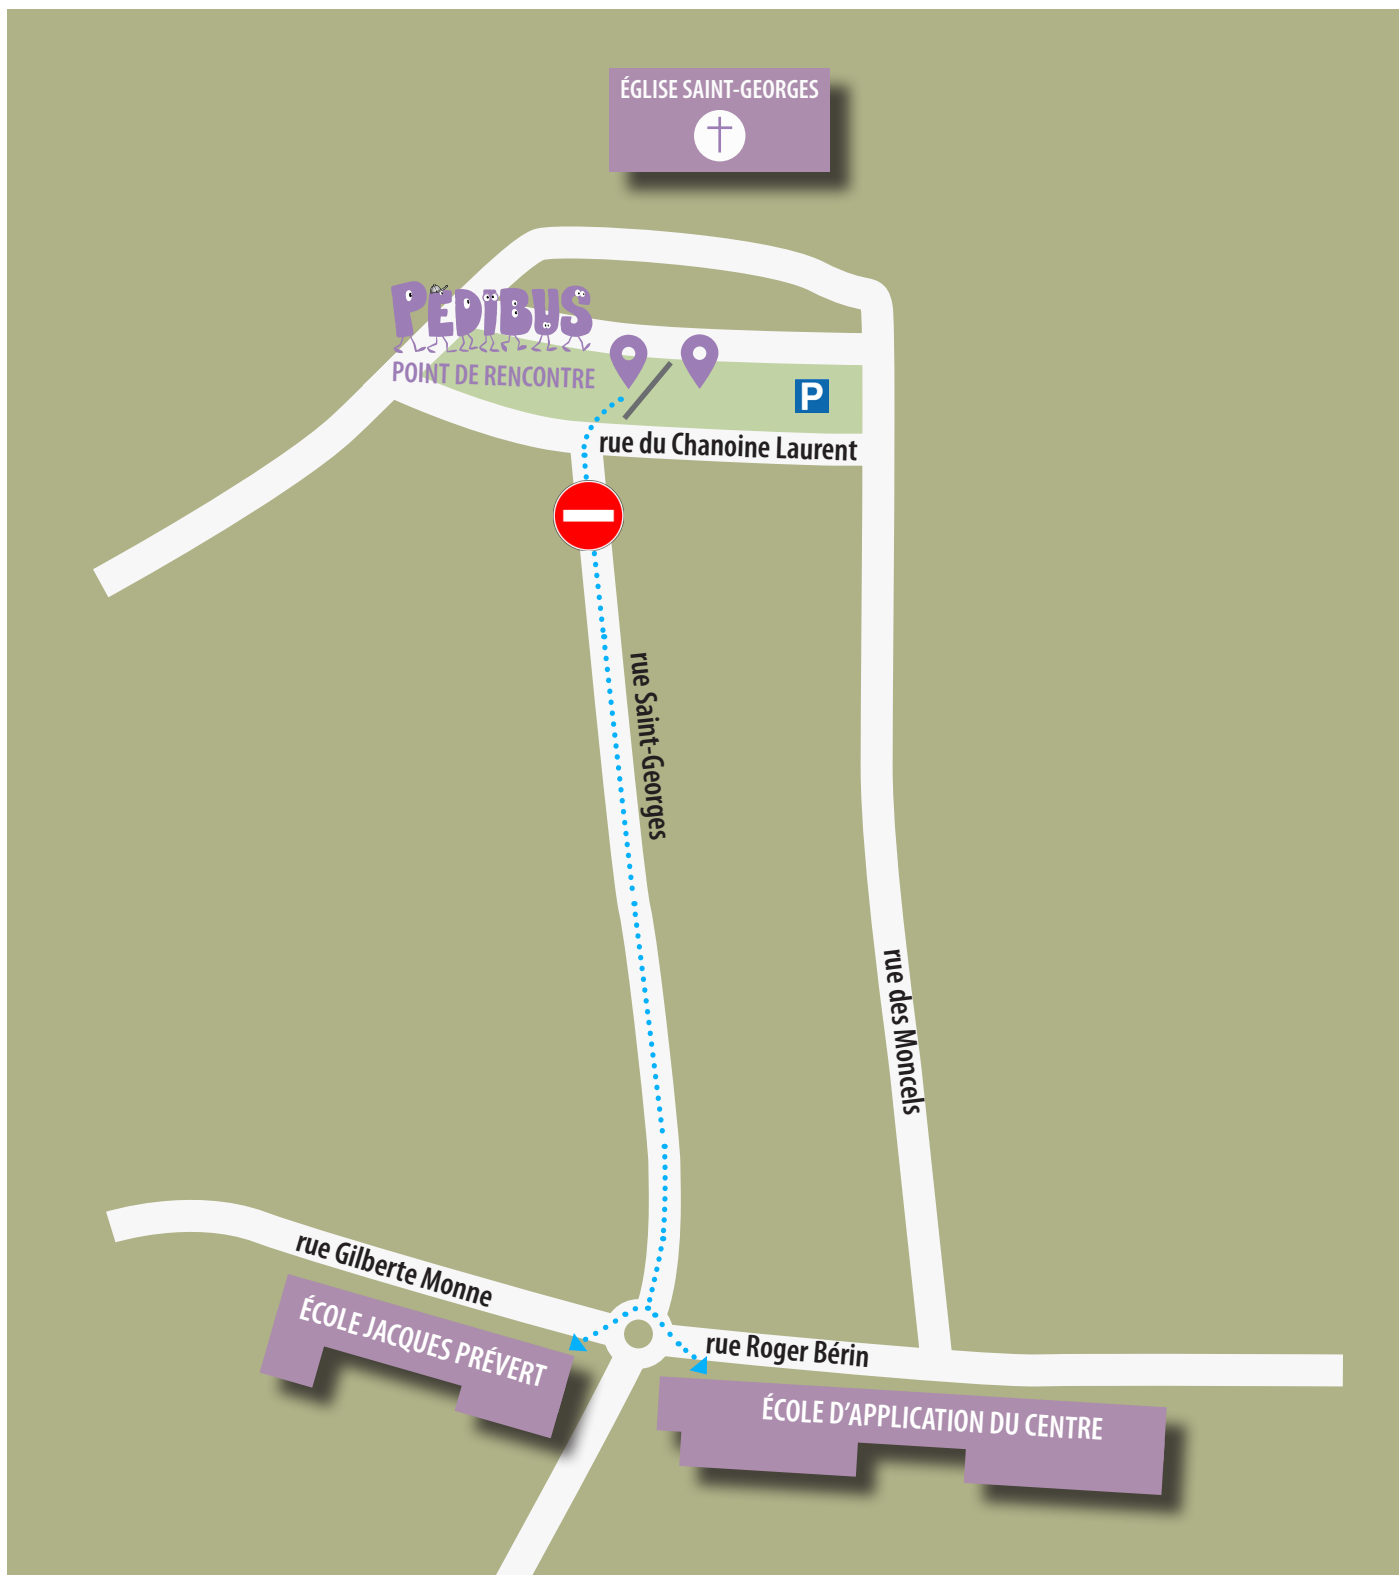 ÉGLISE SAINT-GEORGES
PÉDIBUS
POINT DE RENCONTRE
P
rue du Chanoine Laurent
rue Saint-Georges
rue des Moncels
rue Gilberte Monne
ÉCOLE JACQUES PRÉVERT
rue Roger Bérin
ÉCOLE D'APPLICATION DU CENTRE